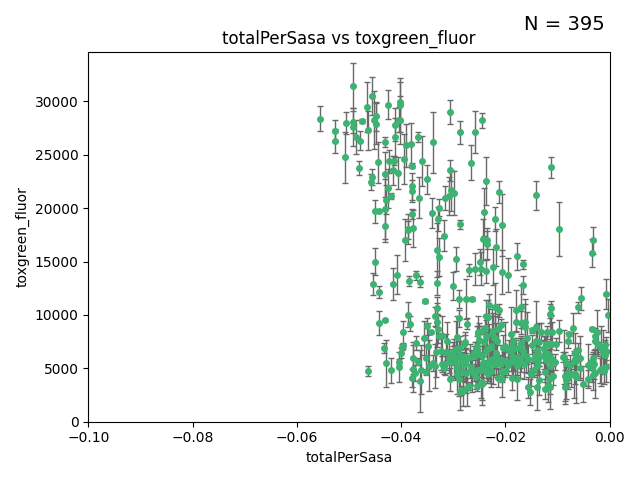 N = 395
totalPerSasa vs toxgreen_fluor
30000
25000
20000
15000
10000
5000
0
toxgreen_fluor
−0.10 −0.08 −0.06 −0.04 −0.02 0.00
totalPerSasa